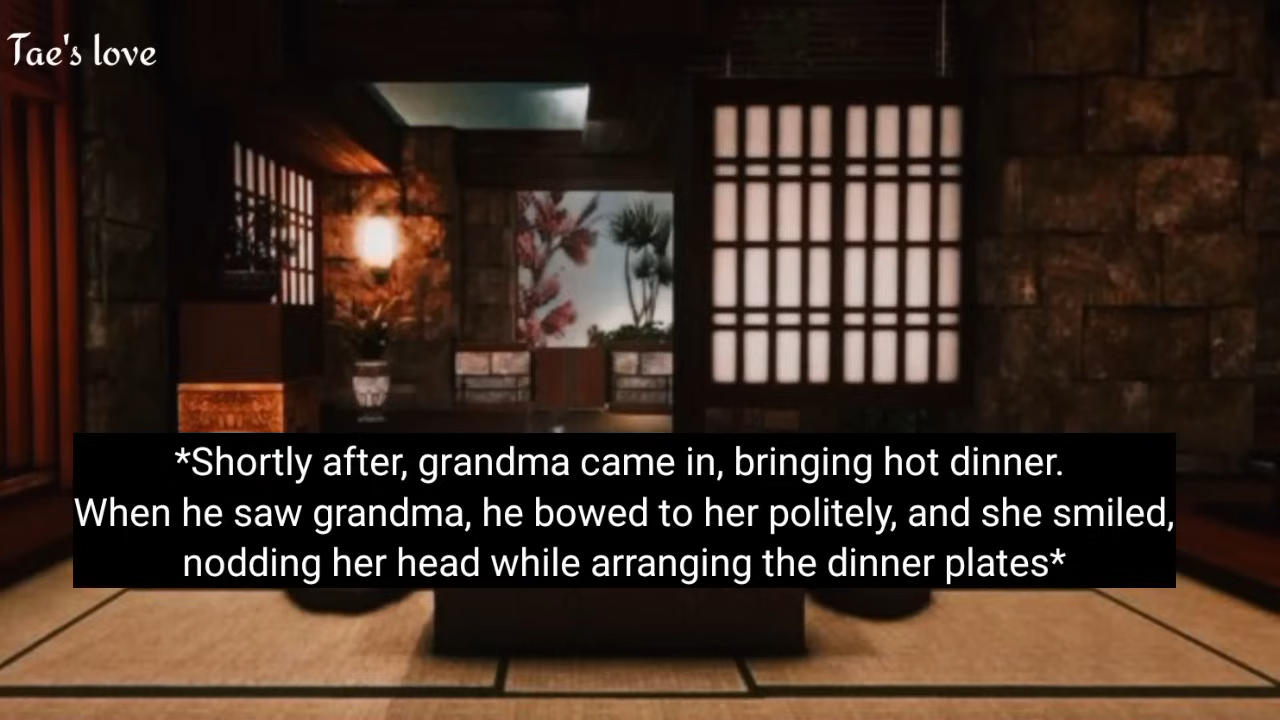 Tae's love
*Shortly after, grandma came in, bringing hot dinner.
When he saw grandma, he bowed to her politely, and she smiled,
nodding her head while arranging the dinner plates*